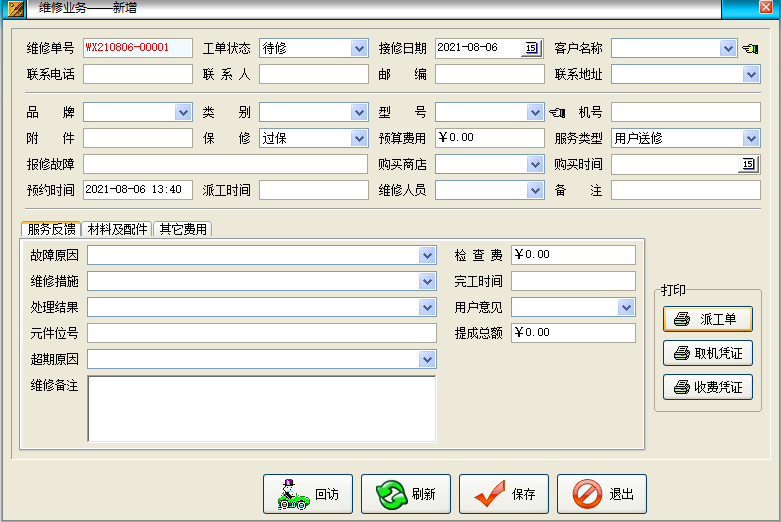 维修业务——新增
维修单号 WX210806-00001 工单状态 待修 接修日期 2021-08-06 15 客户名称
联系电话 联 系 人 邮 编 联系地址
品 牌 类 别 型 号 机号
附 件 保 修 过保 预算费用 ￥0.00 服务类型 用户送修
报修故障 购买商店 购买时间 15
预约时间 2021-08-06 13:40 派工时间 维修人员 备 注
服务反馈 材料及配件 其它费用
故障原因 检 查 费 ￥0.00
维修措施 完工时间
处理结果 用户意见
元件位号 提成总额 ￥0.00
超期原因
维修备注
打印
派工单
取机凭证
收费凭证
回访 刷新 保存 退出